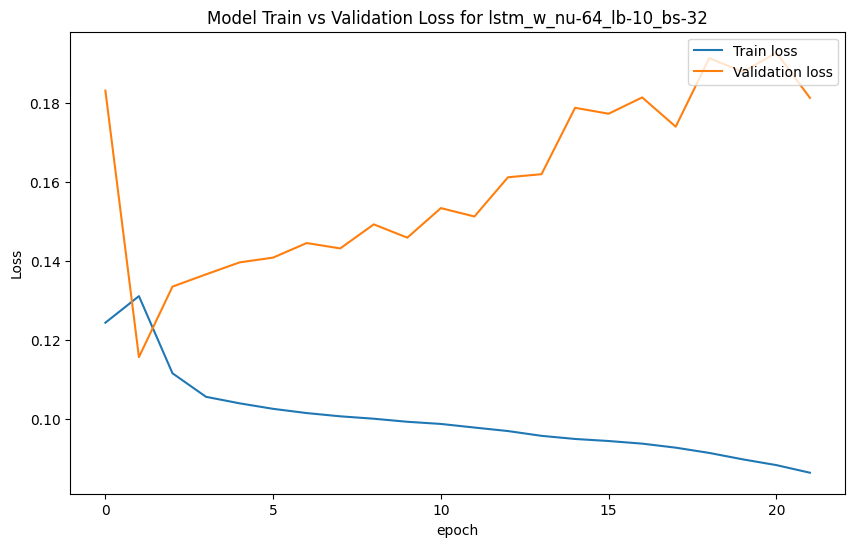 Model Train vs Validation Loss for lstm_w_nu-64_lb-10_bs-32
Train loss
Validation loss
0.18
0.16
0.14
0.12
0.10
Loss
0
5
10
15
20
epoch